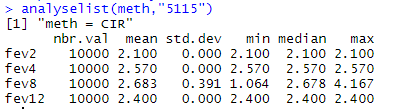 > analyselist(meth,"5115")
[1] "meth = CIR"
nbr.val mean std.dev min median max
fev2 10000 2.100 0.000 2.100 2.100 2.100
fev4 10000 2.570 0.000 2.570 2.570 2.570
fev8 10000 2.683 0.391 1.064 2.678 4.167
fev12 10000 2.400 0.000 2.400 2.400 2.400